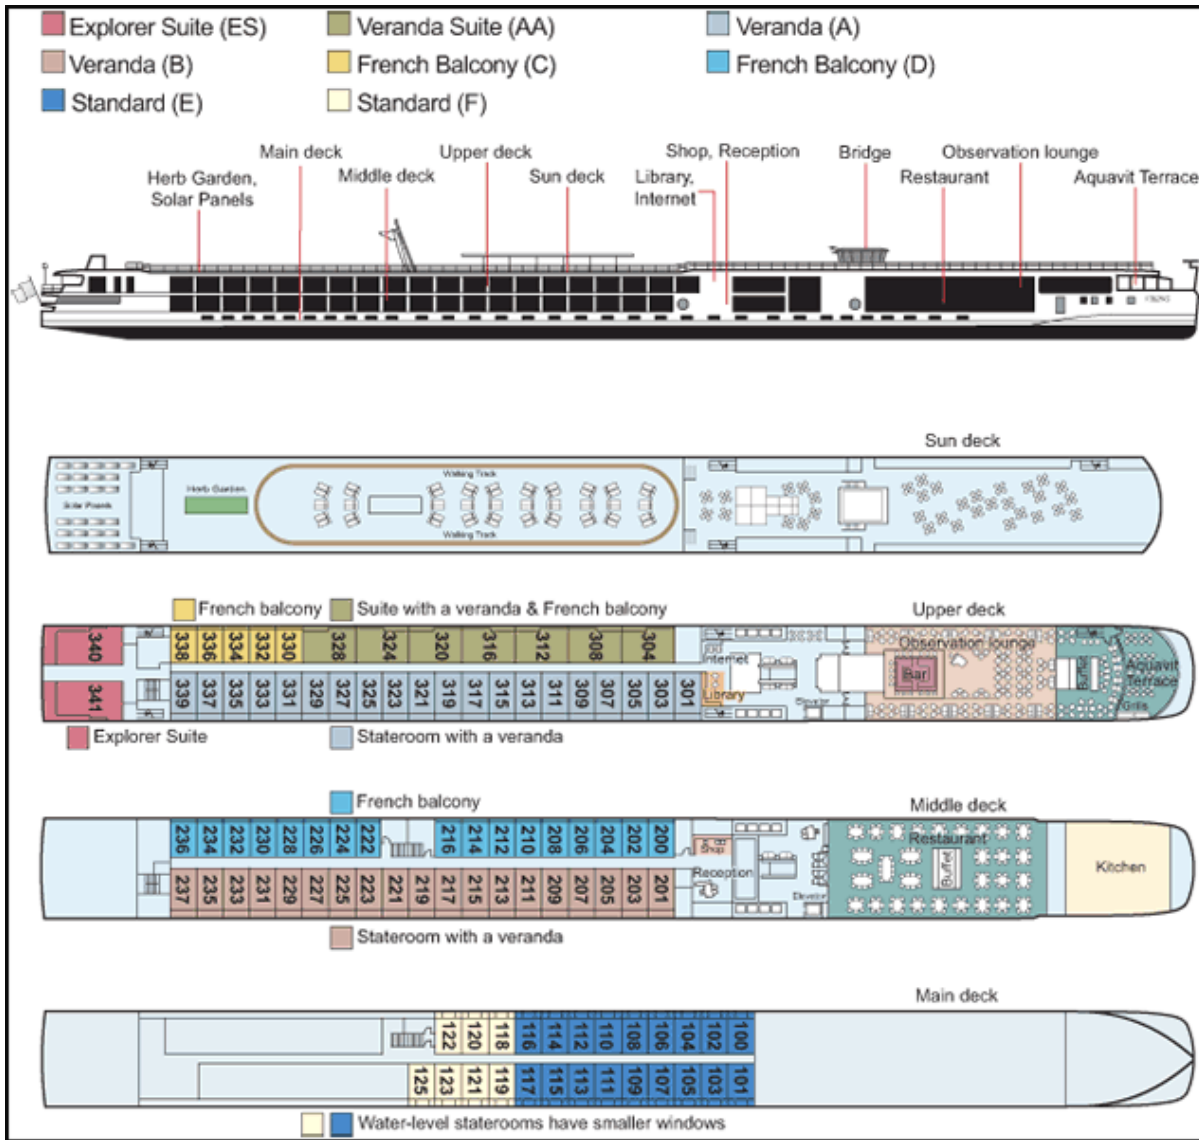 Explorer Suite (ES)
Veranda Suite (AA)
Veranda (A)
Veranda (B)
French Balcony (C)
French Balcony (D)
Standard (E)
Standard (F)
Main deck
Upper deck
Shop, Reception
Bridge
Observation lounge
Herb Garden,
Solar Panels
Middle deck
Sun deck
Library,
Internet
Restaurant
Aquavit Terrace
Sun deck
Walking Track
Herb Garden
Solar Panels
Walking Track
French balcony
Suite with a veranda & French balcony
Upper deck
340 338 336 334 332 330 328 324 320 316 312 308 304
Internet
Observation lounge
Bar
Buffet
Aquavit
Terrace
341 339 337 335 333 331 329 327 325 323 321 319 317 315 313 311 309 307 305 303 301
Library
Elevator
Grills
Explorer Suite
Stateroom with a veranda
French balcony
Middle deck
236 234 232 230 228 226 224 222 216 214 212 210 206 204 202 200
Shop
Restaurant
Reception
Buffet
Kitchen
237 235 233 231 229 227 225 223 221 219 217 215 213 211 209 207 205 203 201
Elevator
Stateroom with a veranda
Main deck
122 120 118 116 114 112 110 108 106 104 102 100
125 123 121 119 117 115 113 111 109 107 105 103 101
Water-level staterooms have smaller windows